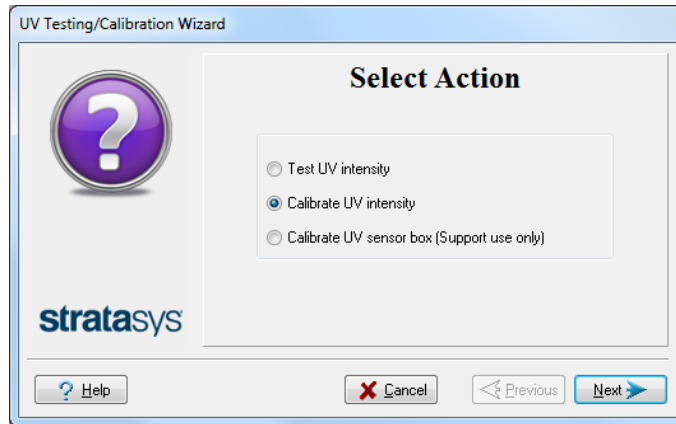 UV Testing/Calibration Wizard
Select Action
Test UV intensity
Calibrate UV intensity
Calibrate UV sensor box (Support use only)
stratasys
? Help
Cancel
Previous
Next